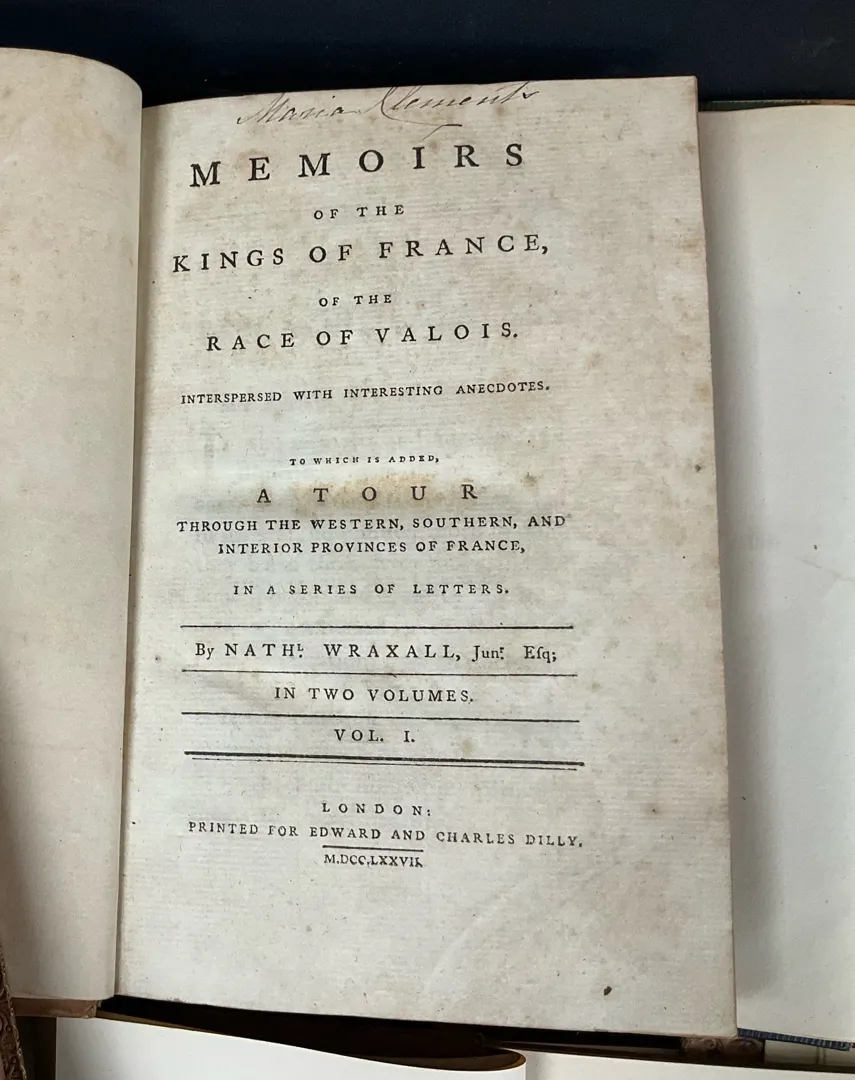 Maria Clements
MEMOIRS
OF THE
KINGS OF FRANCE,
OF THE
RACE OF VALOIS.
INTERSPERSED WITH INTERESTING ANECDOTES.
TO WHICH IS ADDED,
A TOUR
THROUGH THE WESTERN, SOUTHERN, AND
INTERIOR PROVINCES OF FRANCE,
IN A SERIES OF LETTERS.
By NATHL. WRAXALL, Junr. Eſq;
IN TWO VOLUMES.
VOL. I.
LONDON:
PRINTED FOR EDWARD AND CHARLES DILLY.
M.DCC.LXXVII.